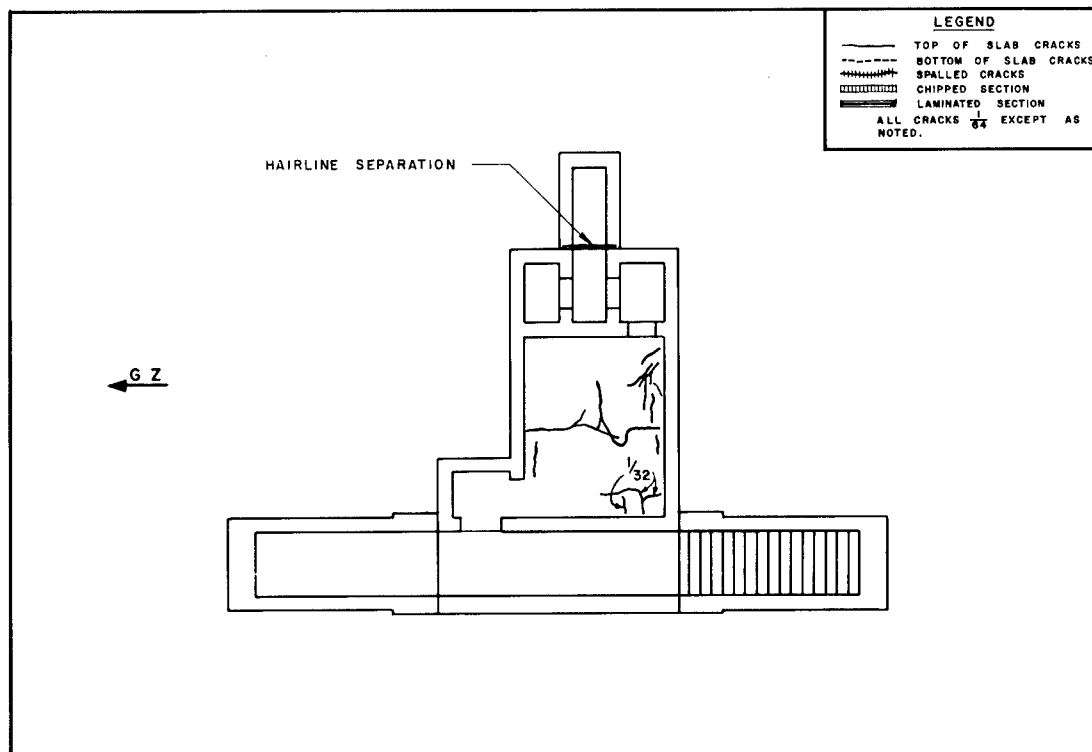 LEGEND
TOP OF SLAB CRACKS
BOTTOM OF SLAB CRACKS
SPALLED CRACKS
CHIPPED SECTION
LAMINATED SECTION
ALL CRACKS 1/64 EXCEPT AS
NOTED.
HAIRLINE SEPARATION
G Z
1/32